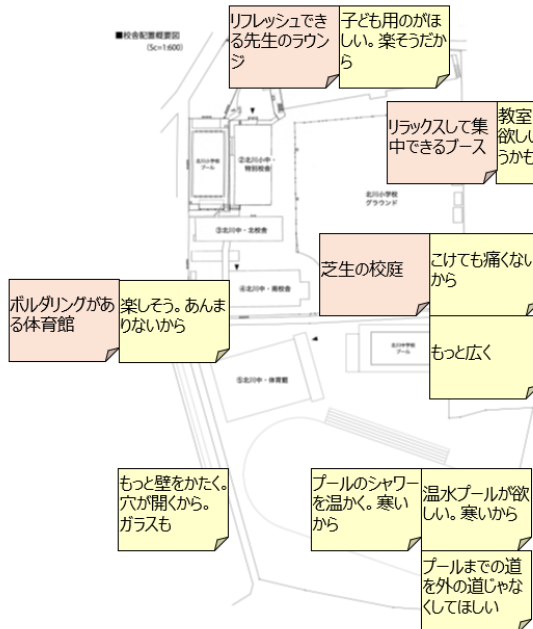 ■校舎配置概要図
(Sc=1:600)
リフレッシュでき
る先生のラウン
ジ
子ども用のがほ
しい。楽そうだか
ら
リラックスして集
中できるブース
教室
欲しい
うかも
北川小学校
プール
②北川小中・
特別校舎
北川小学校
グラウンド
③北川中・北校舎
芝生の校庭
こけても痛くない
から
④北川中・南校舎
ボルダリングがあ
る体育館
楽しそう。あんま
りないから
もっと広く
北川中学校
プール
⑤北川中・体育館
もっと壁をかたく。
穴が開くから。
ガラスも
プールのシャワー
を温かく。寒い
から
温水プールが欲
しい。寒いから
プールまでの道
を外の道じゃな
くしてほしい